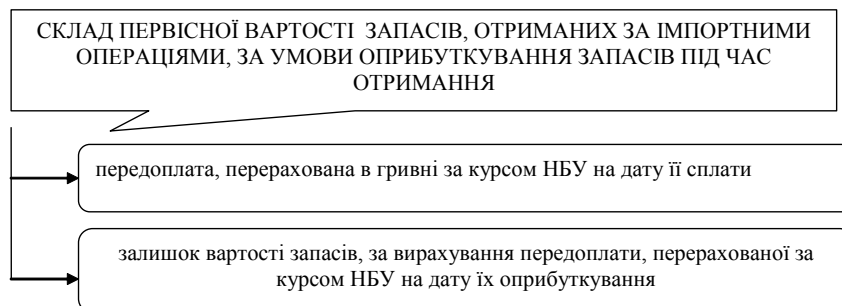 СКЛАД ПЕРВІСНОЇ ВАРТОСТІ ЗАПАСІВ, ОТРИМАНИХ ЗА ІМПОРТНИМИ
ОПЕРАЦІЯМИ, ЗА УМОВИ ОПРИБУТКУВАННЯ ЗАПАСІВ ПІД ЧАС
ОТРИМАННЯ
передоплата, перерахована в гривні за курсом НБУ на дату її сплати
залишок вартості запасів, за вирахування передоплати, перерахованої за
курсом НБУ на дату їх оприбуткування